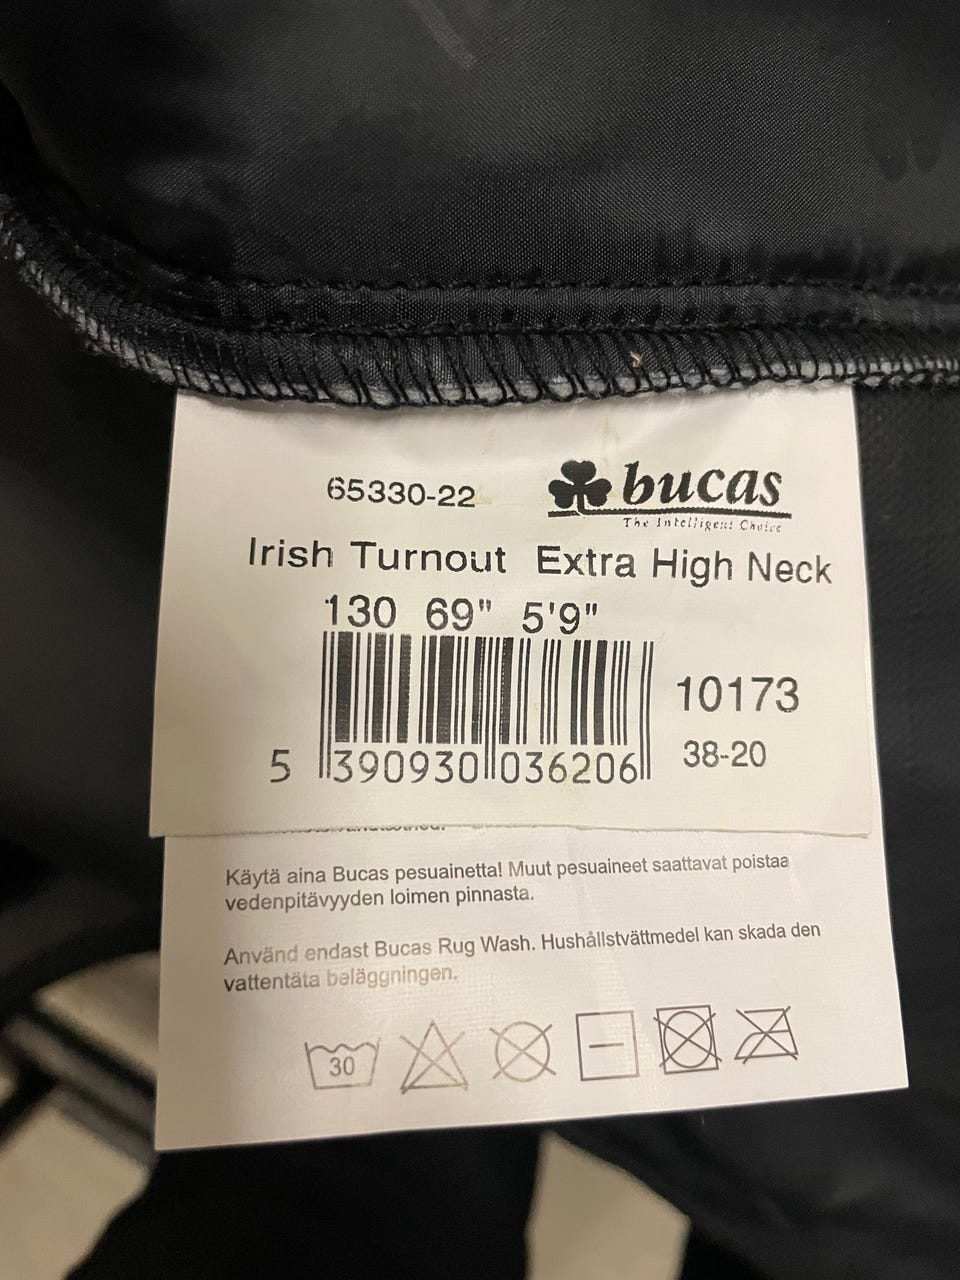 65330-22
bucas
The Intelligent Choice
Irish Turnout Extra High Neck
130 69" 5'9"
10173
38-20
5 390930 036206
Käytä aina Bucas pesuainetta! Muut pesuaineet saattavat poistaa
vedenpitävyyden loimen pinnasta.
Använd endast Bucas Rug Wash. Hushållstvättmedel kan skada den
vattentäta beläggningen.
30